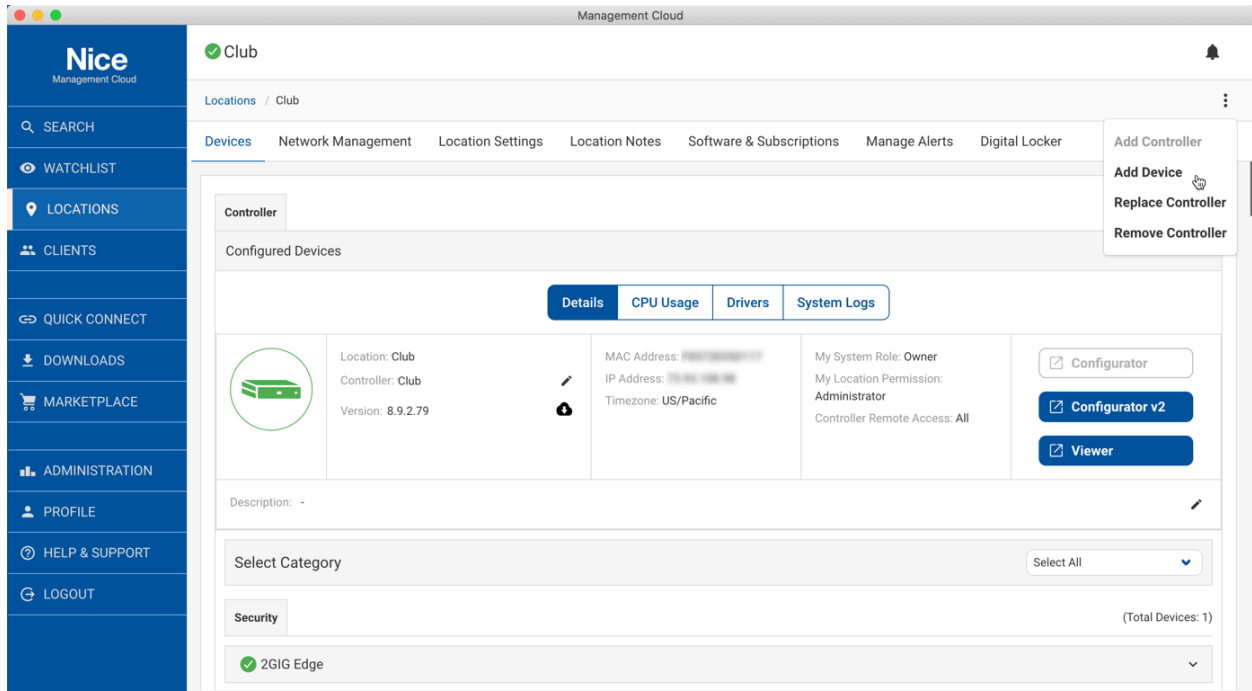 Management Cloud
Nice
Management Cloud
SEARCH
WATCHLIST
LOCATIONS
CLIENTS
QUICK CONNECT
DOWNLOADS
MARKETPLACE
ADMINISTRATION
PROFILE
HELP & SUPPORT
LOGOUT
Club
Locations / Club
Devices Network Management Location Settings Location Notes Software & Subscriptions Manage Alerts Digital Locker
Add Controller
Add Device
Replace Controller
Remove Controller
Controller
Configured Devices
Details CPU Usage Drivers System Logs
Location: Club
Controller: Club
Version: 8.9.2.79
MAC Address:
IP Address:
Timezone: US/Pacific
My System Role: Owner
My Location Permission:
Administrator
Controller Remote Access: All
Configurator
Configurator v2
Viewer
Description: -
Select Category
Select All
Security
(Total Devices: 1)
2GIG Edge